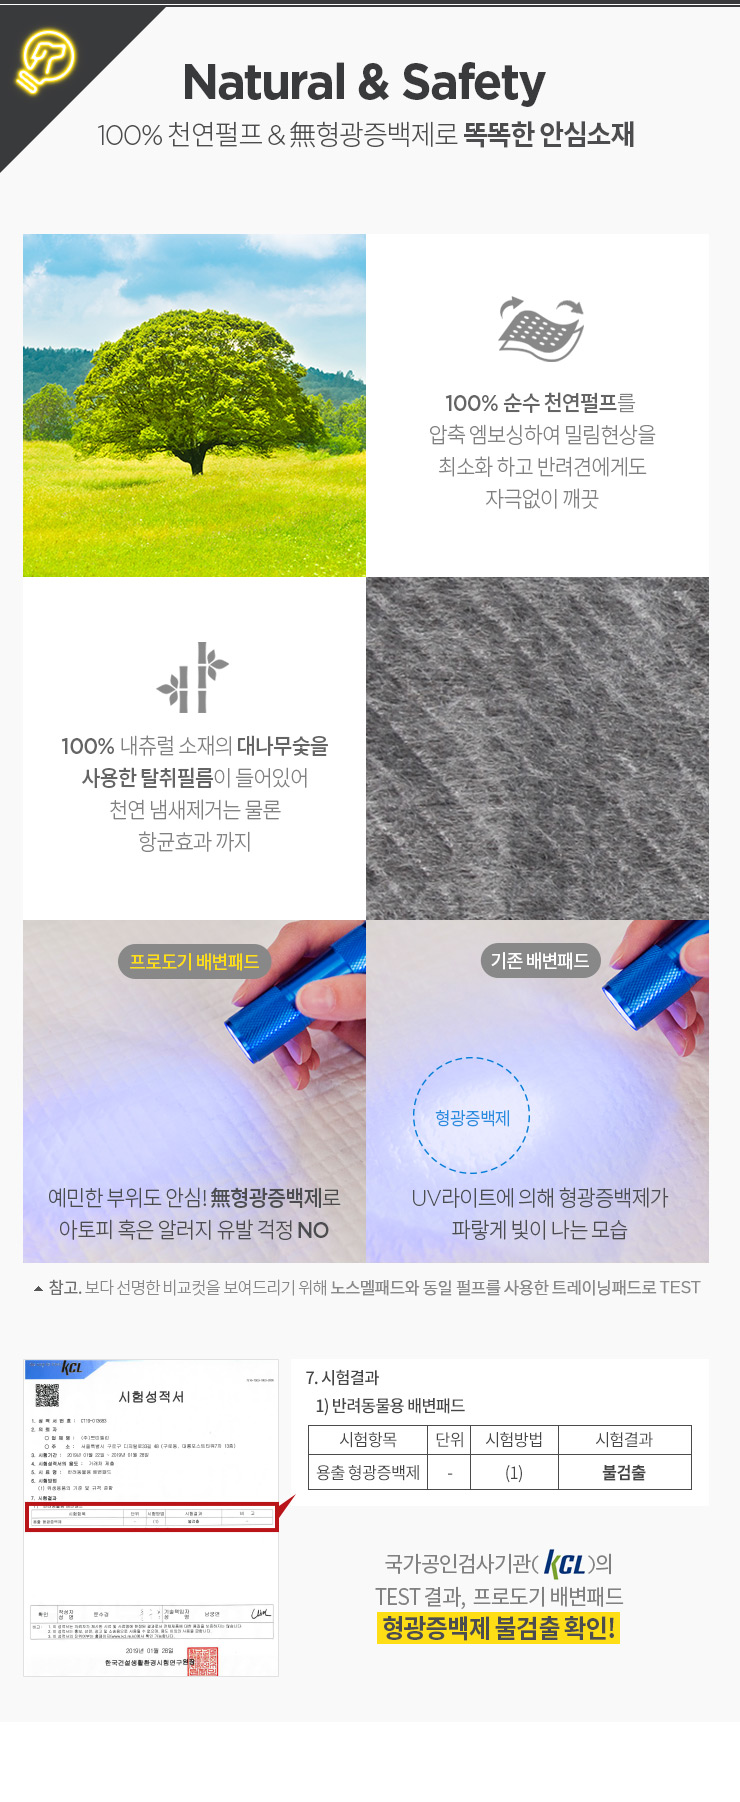 Natural & Safety
100% 천연펄프 & 無형광증백제로 똑똑한 안심소재
100% 순수 천연펄프를
압축 엠보싱하여 밀림현상을
최소화 하고 반려견에게도
자극없이 깨끗
100% 내츄럴 소재의 대나무숯을
사용한 탈취필름이 들어있어
천연 냄새제거는 물론
항균효과 까지
프로도기 배변패드
예민한 부위도 안심! 無형광증백제로
아토피 혹은 알러지 유발 걱정 NO
기존 배변패드
형광증백제
UV라이트에 의해 형광증백제가
파랗게 빛이 나는 모습
참고. 보다 선명한 비교컷을 보여드리기 위해 노스멜패드와 동일 펄프를 사용한 트레이닝패드로 TEST
KCL
시험성적서
2. 의 뢰 자
7. 시험결과
2019년 01월 28일
한국건설생활환경시험연구원장
7. 시험결과
1) 반려동물용 배변패드
시험항목 단위 시험방법 시험결과
용출 형광증백제 - (1) 불검출
국가공인검사기관( KCL )의
TEST 결과, 프로도기 배변패드
형광증백제 불검출 확인!